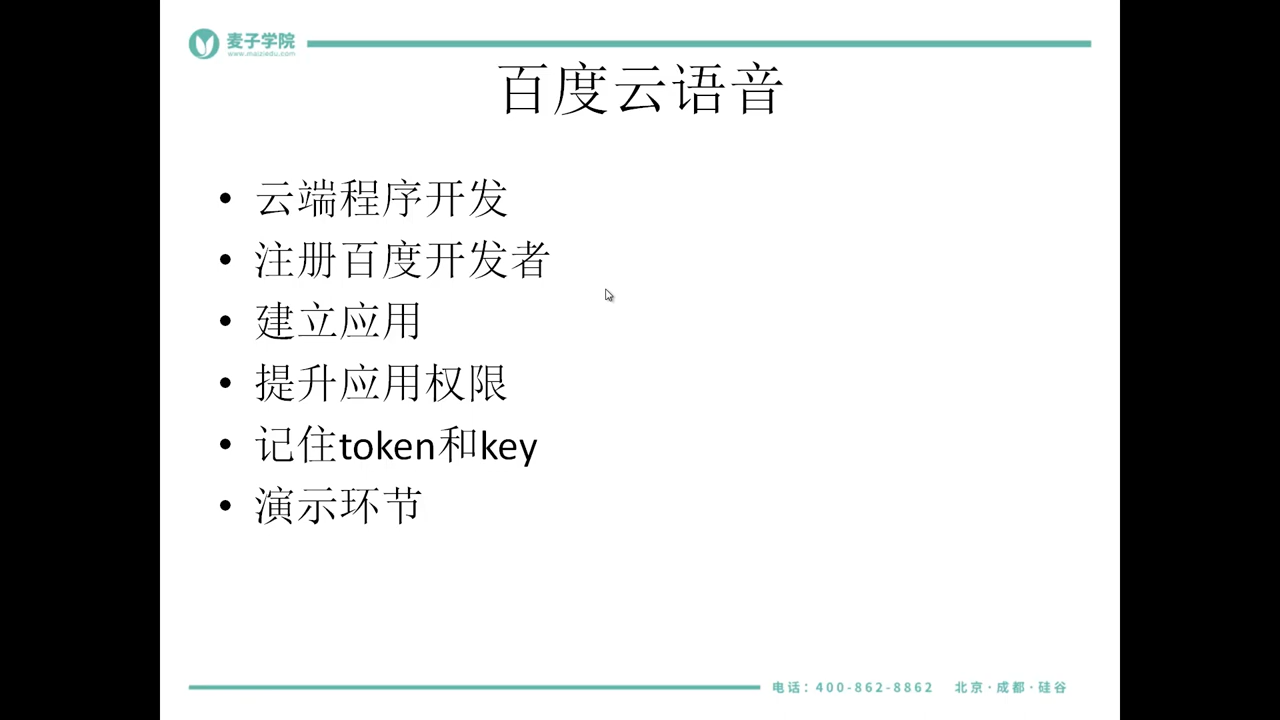 麦子学院
www.maiziedu.com
百度云语音
• 云端程序开发
• 注册百度开发者
• 建立应用
• 提升应用权限
• 记住token和key
• 演示环节
电话：400-862-8862 北京·成都·硅谷